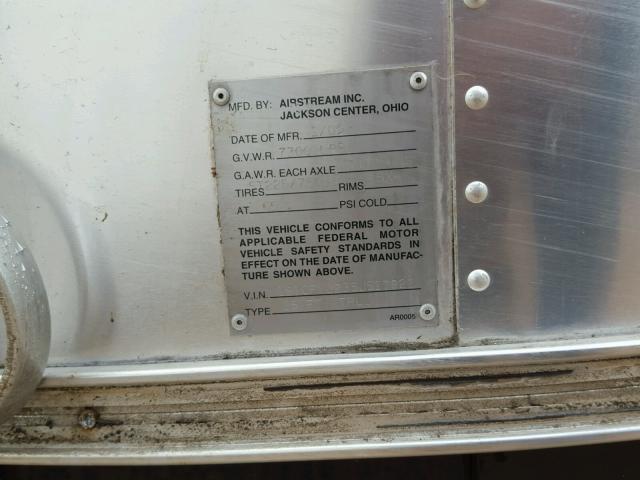 MFD. BY: AIRSTREAM INC.
JACKSON CENTER, OHIO
DATE OF MFR.
G.V.W.R.
G.A.W.R. EACH AXLE
TIRES RIMS
AT PSI COLD
THIS VEHICLE CONFORMS TO ALL
APPLICABLE FEDERAL MOTOR
VEHICLE SAFETY STANDARDS IN
EFFECT ON THE DATE OF MANUFAC-
TURE SHOWN ABOVE.
V.I.N.
TYPE
AR0005